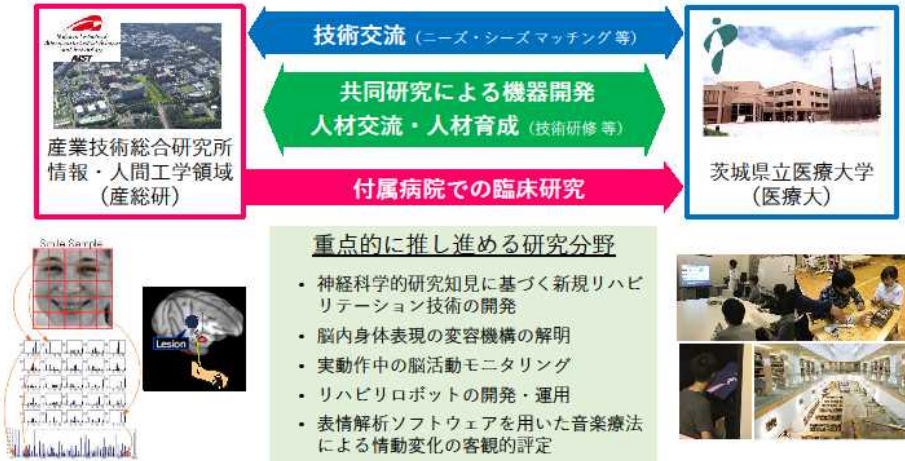 National Institute of
Advanced Industrial Science
and Technology
AIST
技術交流（ニーズ・シーズ マッチング 等）
共同研究による機器開発
人材交流・人材育成（技術研修 等）
付属病院での臨床研究
産業技術総合研究所
情報・人間工学領域
（産総研）
茨城県立医療大学
（医療大）
Smile Sample
Lesion
重点的に推し進める研究分野
• 神経科学的研究知見に基づく新規リハビ
リテーション技術の開発
• 脳内身体表現の変容機構の解明
• 実動作中の脳活動モニタリング
• リハビリロボットの開発・運用
• 表情解析ソフトウェアを用いた音楽療法
による情動変化の客観的評定